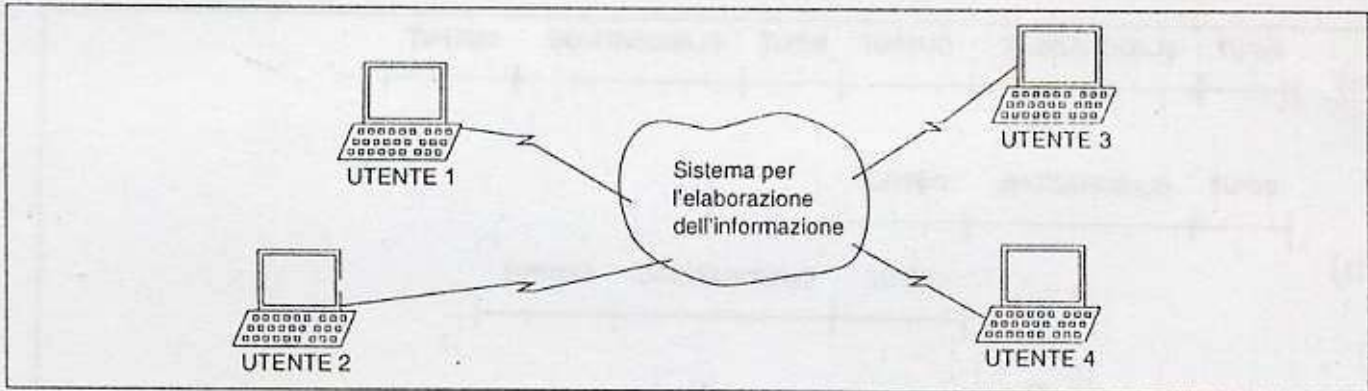 UTENTE 1
UTENTE 3
Sistema per
l'elaborazione
dell'informazione
UTENTE 2
UTENTE 4